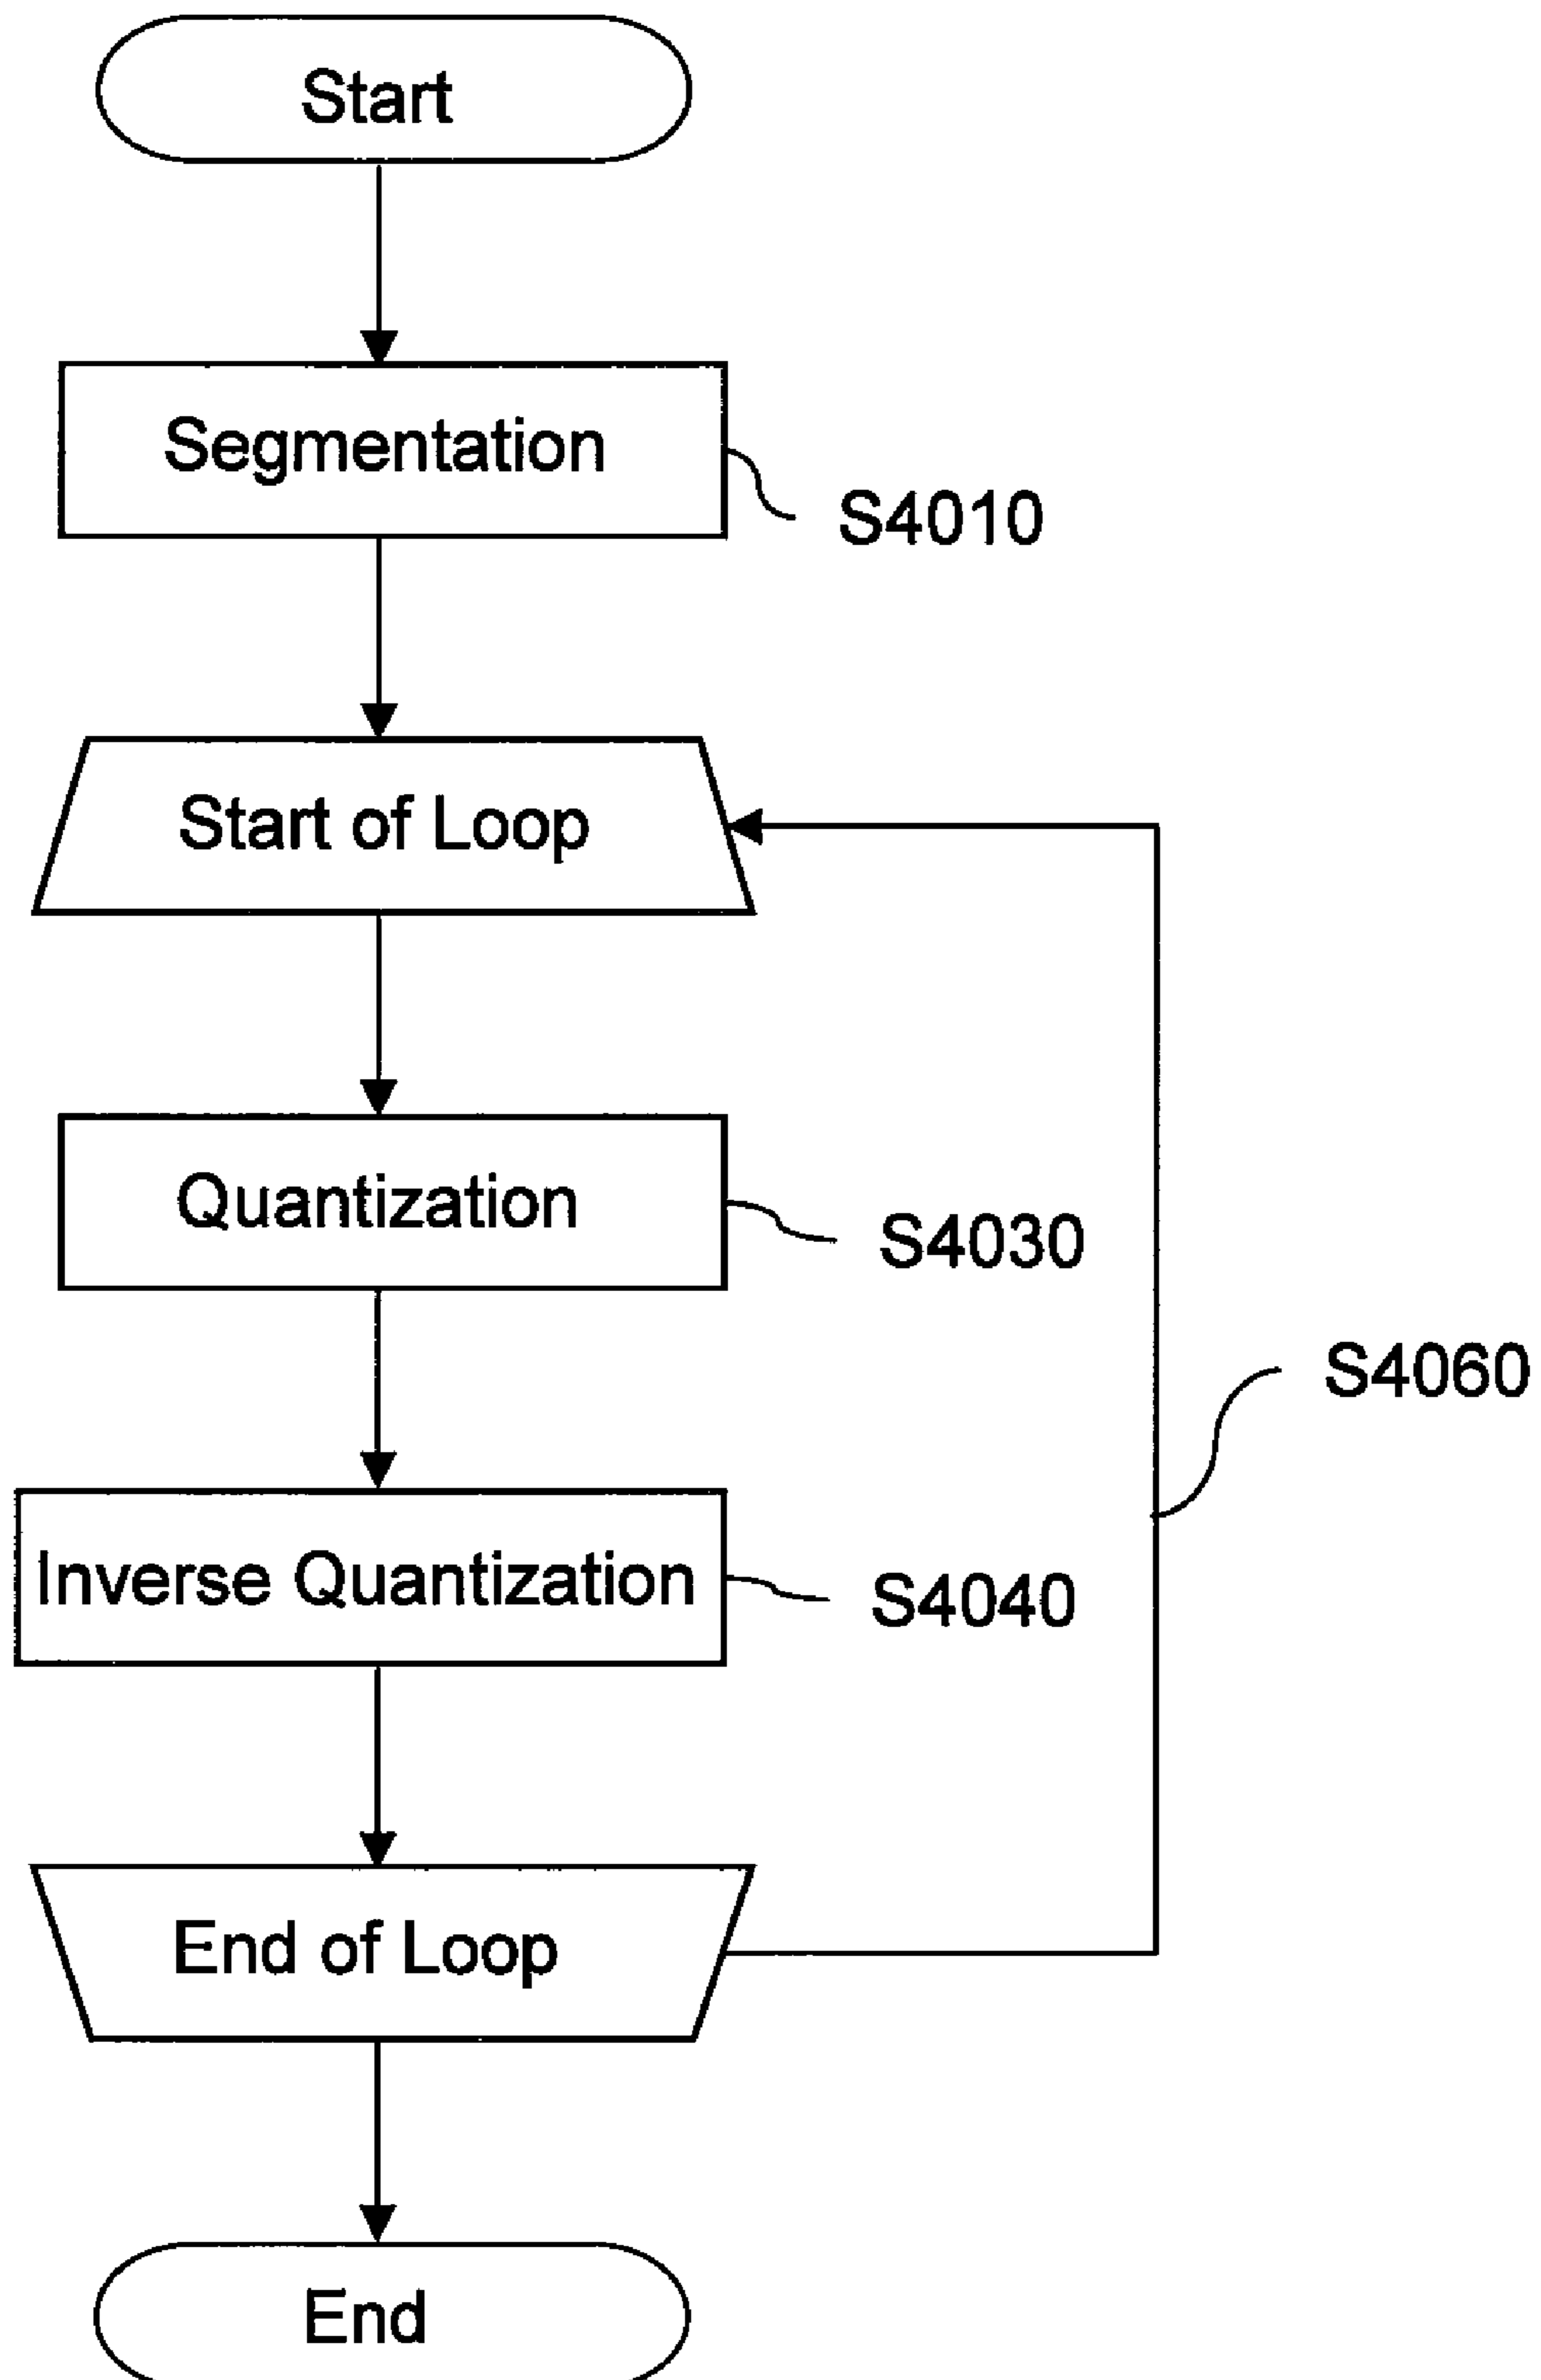 Start
Segmentation
S4010
Start of Loop
Quantization
S4030
S4060
Inverse Quantization
S4040
End of Loop
End